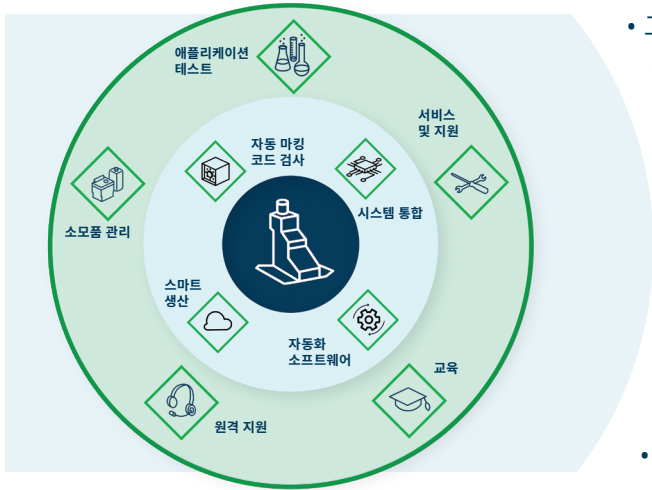 애플리케이션
테스트
서비스
및 지원
자동 마킹
코드 검사
시스템 통합
소모품 관리
스마트
생산
자동화
소프트웨어
교육
원격 지원